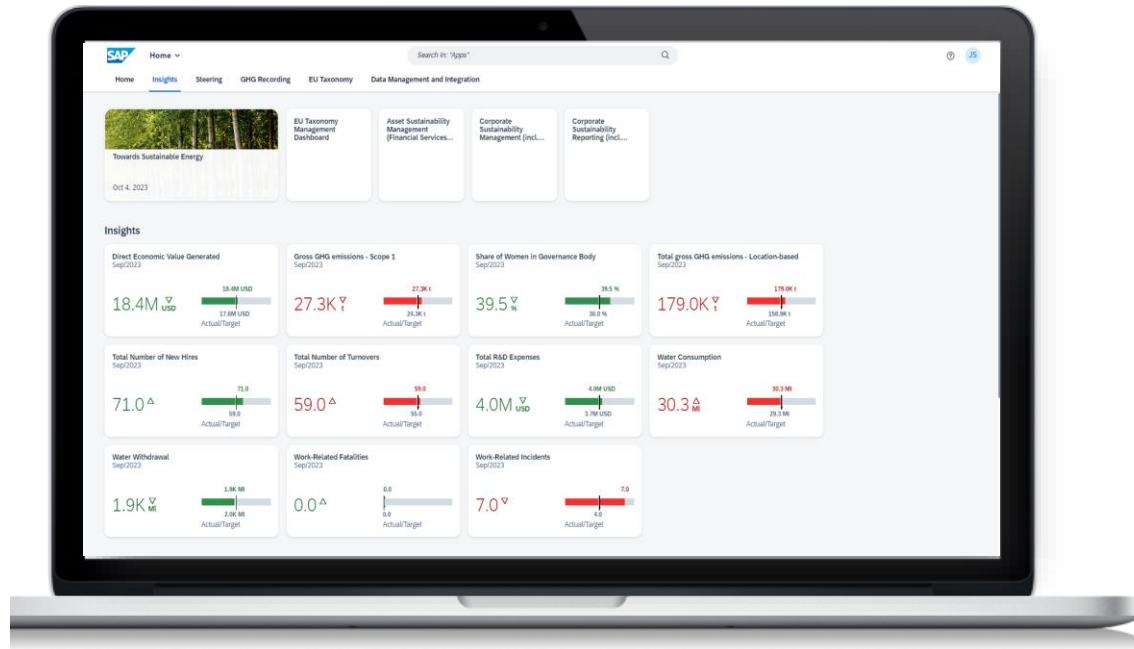 SAP Home
Search In: "Apps"
JS
Home Insights Steering GHG Recording EU Taxonomy Data Management and Integration
Towards Sustainable Energy
Oct 4, 2023
EU Taxonomy
Management
Dashboard
Asset Sustainability
Management
(Financial Services...
Corporate
Sustainability
Management (incl....
Corporate
Sustainability
Reporting (incl....
Insights
Direct Economic Value Generated
Sep/2023
18.4M USD
18.4M USD
17.6M USD
Actual/Target
Gross GHG emissions - Scope 1
Sep/2023
27.3K t
27.3K t
24.3K t
Actual/Target
Share of Women in Governance Body
Sep/2023
39.5 %
39.5 %
Actual/Target
Total gross GHG emissions - Location-based
Sep/2023
179.0K t
179.0K t
Actual/Target
Total Number of New Hires
Sep/2023
71.0
71.0
59.0
Actual/Target
Total Number of Turnovers
Sep/2023
59.0
59.0
55.0
Actual/Target
Total R&D Expenses
Sep/2023
4.0M USD
4.0M USD
3.7M USD
Actual/Target
Water Consumption
Sep/2023
30.3 Ml
30.3 Ml
29.3 Ml
Actual/Target
Water Withdrawal
Sep/2023
1.9K Ml
1.9K Ml
2.0K Ml
Actual/Target
Work-Related Fatalities
Sep/2023
0.0
0.0
0.0
Actual/Target
Work-Related Incidents
Sep/2023
7.0
7.0
4.0
Actual/Target